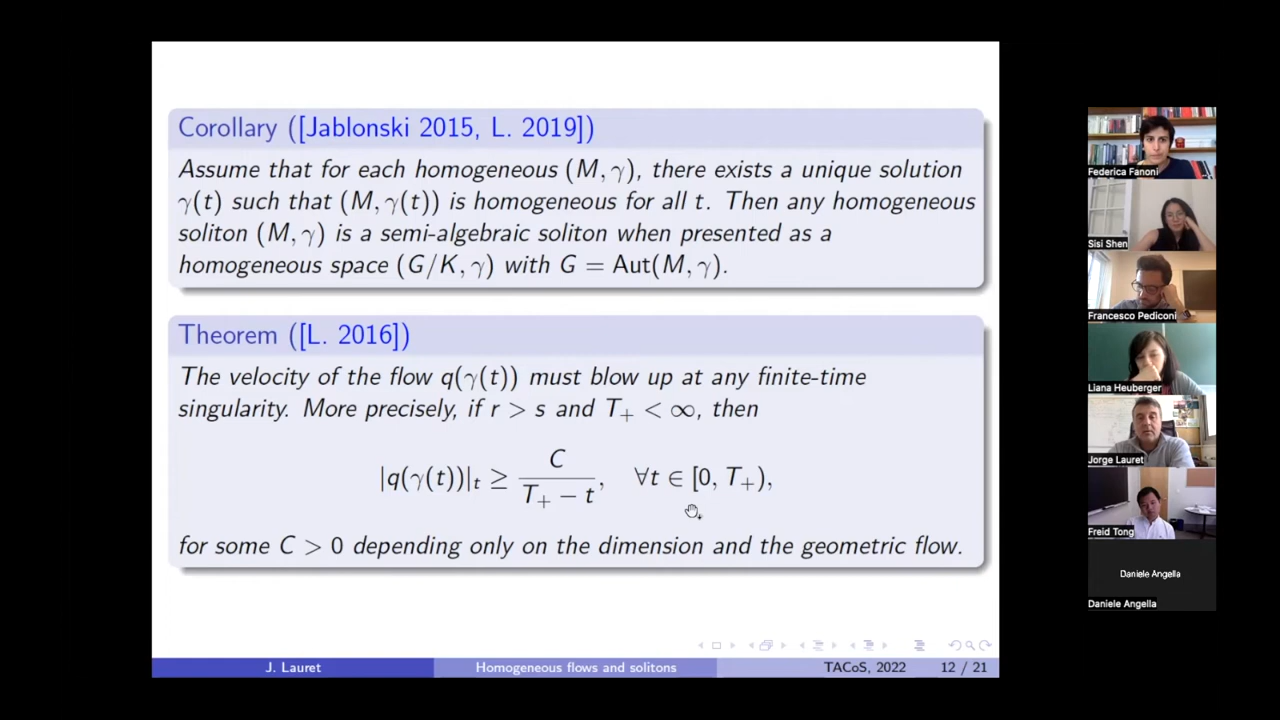 Corollary ([Jablonski 2015, L. 2019])
Assume that for each homogeneous (M, γ), there exists a unique solution
γ(t) such that (M, γ(t)) is homogeneous for all t. Then any homogeneous
soliton (M, γ) is a semi-algebraic soliton when presented as a
homogeneous space (G/K, γ) with G = Aut(M, γ).
Theorem ([L. 2016])
The velocity of the flow q(γ(t)) must blow up at any finite-time
singularity. More precisely, if r > s and T₊ < ∞, then
|q(γ(t))|ₜ ≥ C / (T₊ − t), ∀t ∈ [0, T₊),
for some C > 0 depending only on the dimension and the geometric flow.
J. Lauret
Homogeneous flows and solitons
TACoS, 2022
12 / 21
Federica Fanoni
Sisi Shen
Francesco Pediconi
Liana Heuberger
Jorge Lauret
Freid Tong
Daniele Angella
Daniele Angella